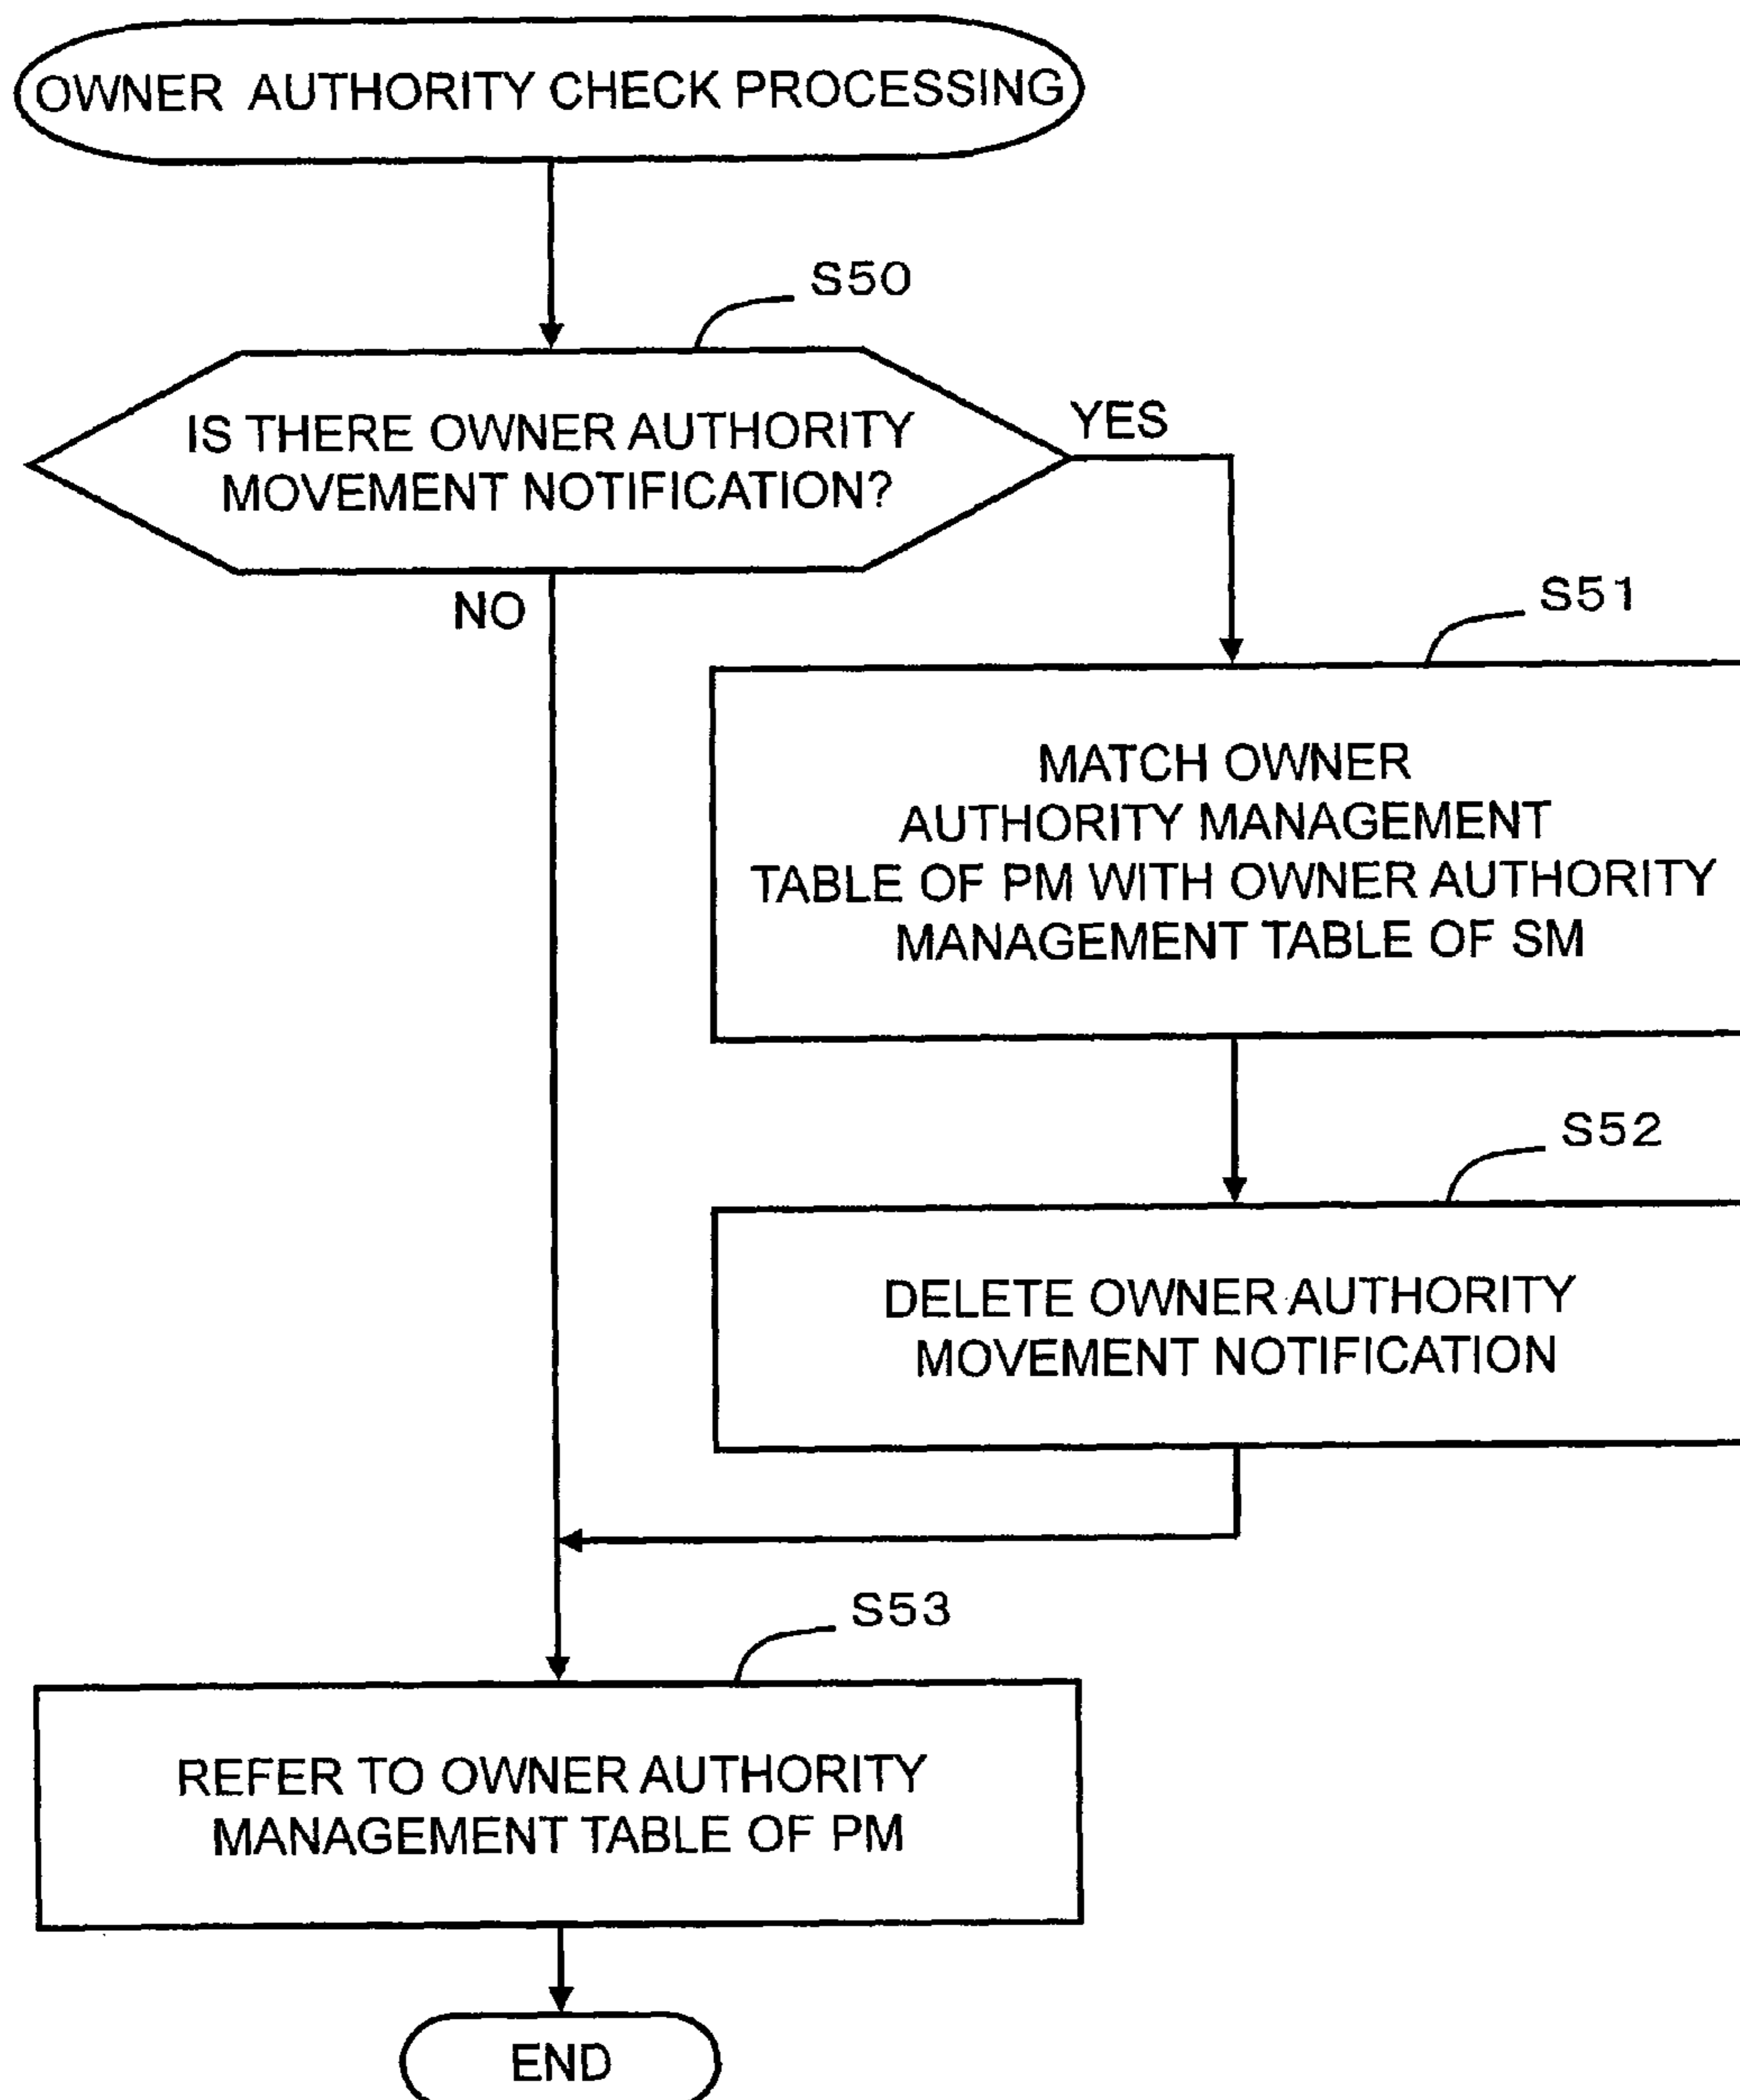 OWNER AUTHORITY CHECK PROCESSING
S50
IS THERE OWNER AUTHORITY
MOVEMENT NOTIFICATION?
YES
NO
S51
MATCH OWNER
AUTHORITY MANAGEMENT
TABLE OF PM WITH OWNER AUTHORITY
MANAGEMENT TABLE OF SM
S52
DELETE OWNER AUTHORITY
MOVEMENT NOTIFICATION
S53
REFER TO OWNER AUTHORITY
MANAGEMENT TABLE OF PM
END